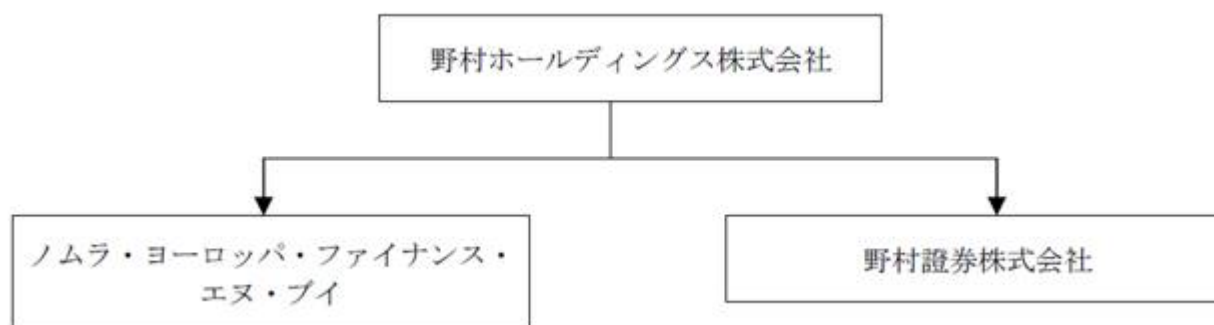 野村ホールディングス株式会社
ノムラ・ヨーロッパ・ファイナンス・
エヌ・ブイ
野村證券株式会社